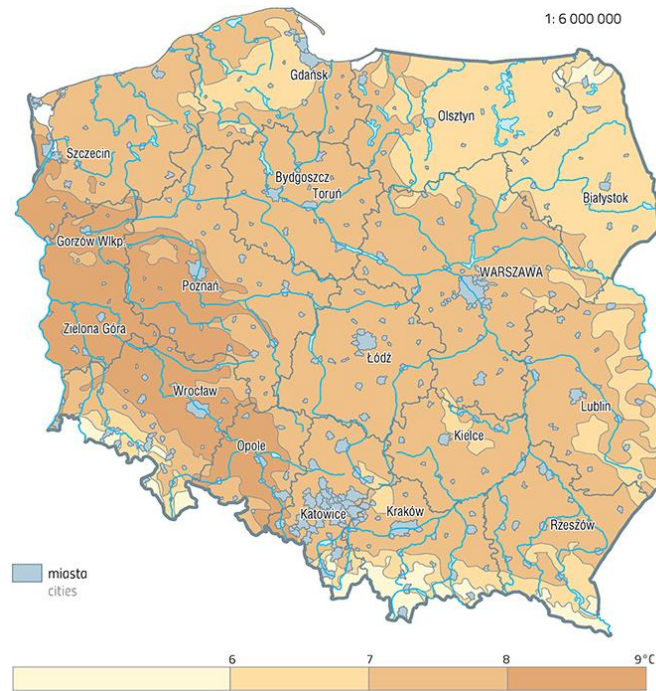 1: 6 000 000
Gdańsk
Olsztyn
Szczecin
Bydgoszcz
Toruń
Białystok
Gorzów Wlkp.
Poznań
WARSZAWA
Zielona Góra
Łódź
Wrocław
Lublin
Opole
Kielce
Katowice
Kraków
Rzeszów
miasta
cities
6 7 8 9°C